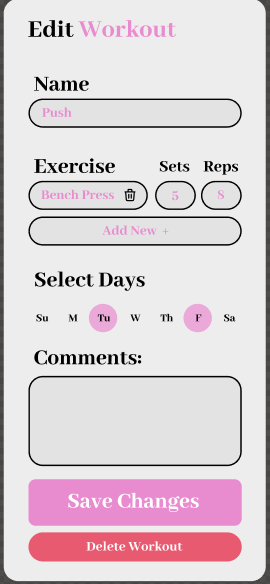 Edit Workout
Name
Push
Exercise Sets Reps
Bench Press 5 8
Add New +
Select Days
Su M Tu W Th F Sa
Comments:
Save Changes
Delete Workout